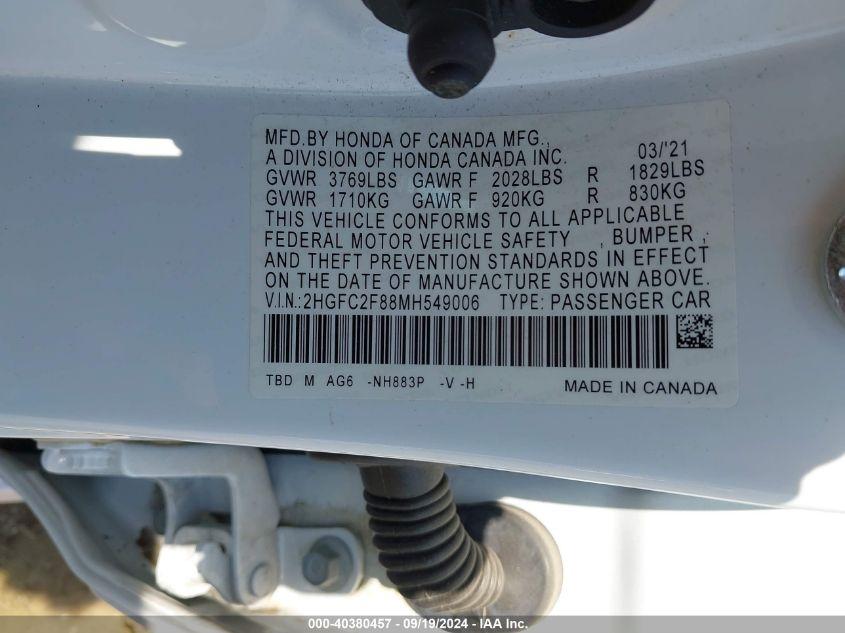 MFD.BY HONDA OF CANADA MFG.,
A DIVISION OF HONDA CANADA INC. 03/'21
GVWR 3769LBS GAWR F 2028LBS R 1829LBS
GVWR 1710KG GAWR F 920KG R 830KG
THIS VEHICLE CONFORMS TO ALL APPLICABLE
FEDERAL MOTOR VEHICLE SAFETY , BUMPER ,
AND THEFT PREVENTION STANDARDS IN EFFECT
ON THE DATE OF MANUFACTURE SHOWN ABOVE.
V.I.N.:2HGFC2F88MH549006 TYPE: PASSENGER CAR
TBD M AG6 -NH883P -V -H MADE IN CANADA
M
000-40380457 - 09/19/2024 - IAA Inc.